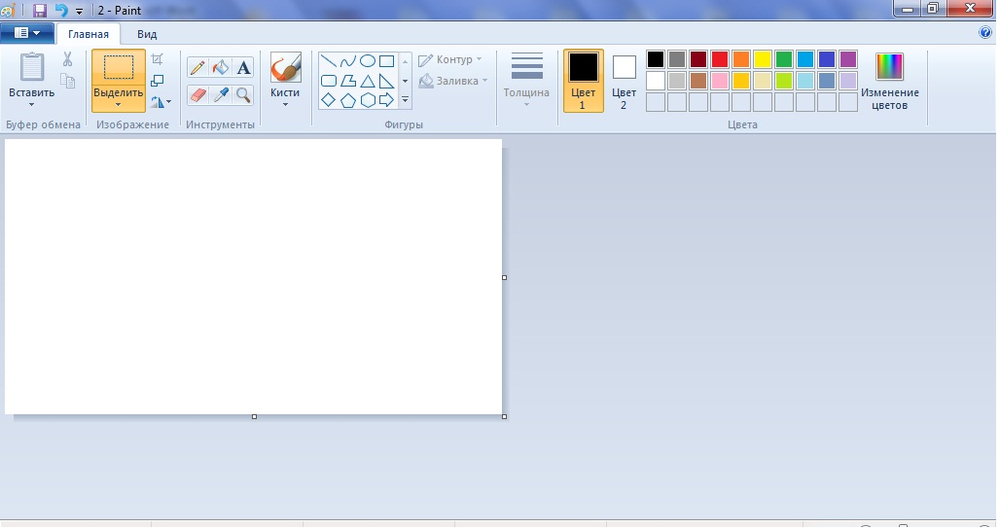 2 - Paint
Главная Вид
Вставить
Буфер обмена
Выделить
Изображение
A
Инструменты
Кисти
Контур
Заливка
Фигуры
Толщина
Цвет
1
Цвет
2
Изменение
цветов
Цвета